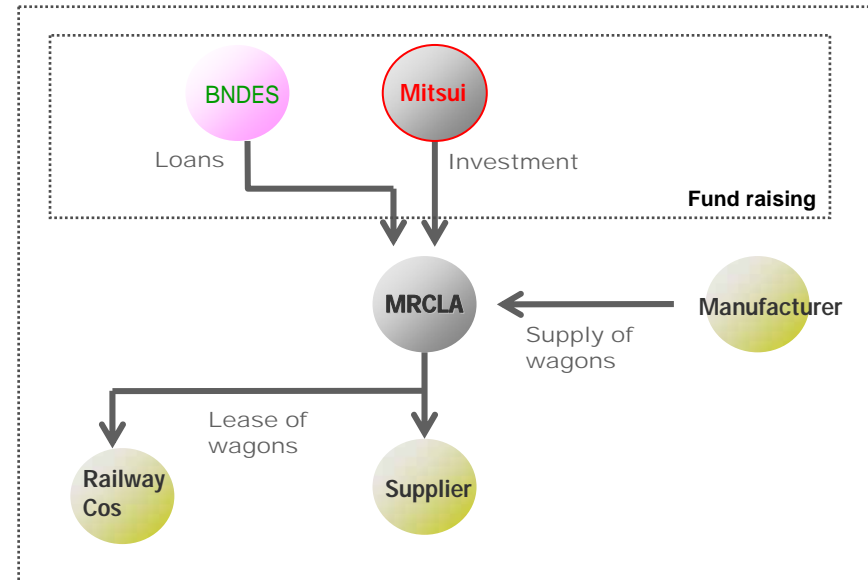 BNDES
Mitsui
Loans
Investment
Fund raising
MRCLA
Manufacturer
Supply of
wagons
Lease of
wagons
Railway
Cos
Supplier